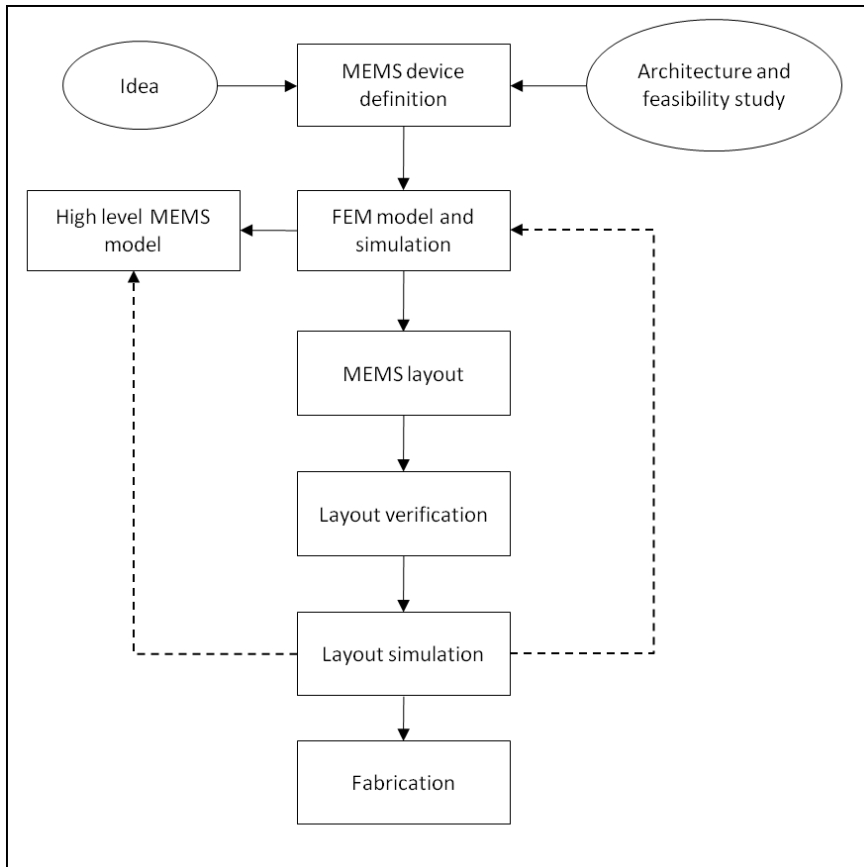 Idea
MEMS device
definition
Architecture and
feasibility study
High level MEMS
model
FEM model and
simulation
MEMS layout
Layout verification
Layout simulation
Fabrication